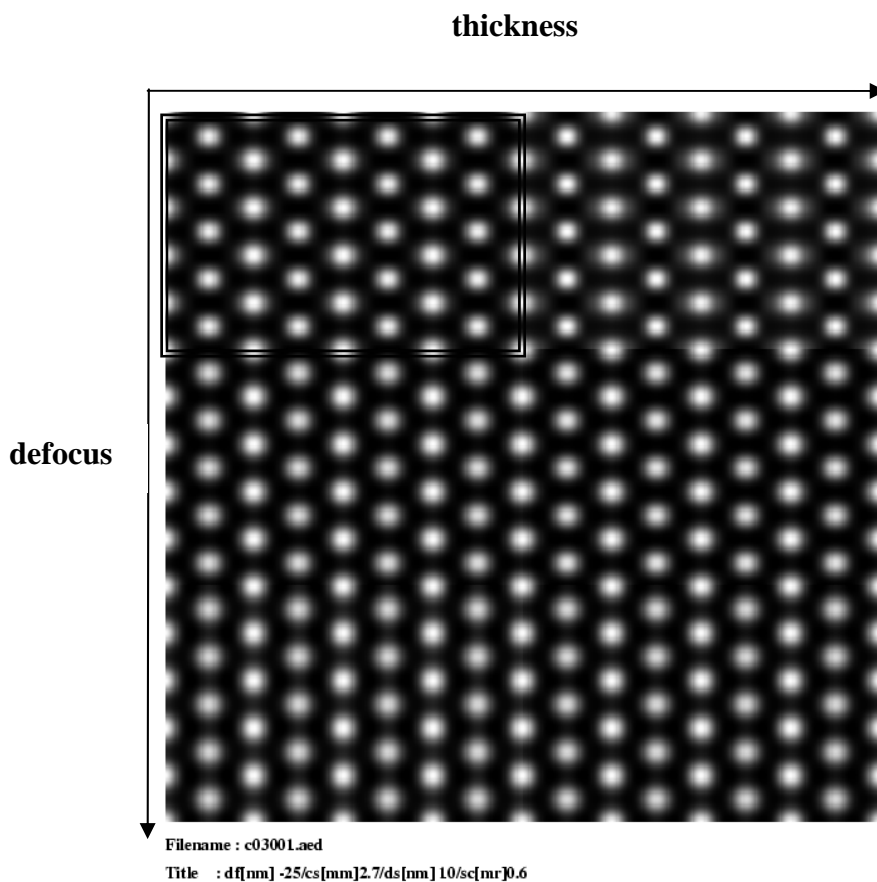 thickness
defocus
Filename : c03001.aed
Title : df[nm] -25/cs[mm]2.7/ds[nm] 10/sc[mr]0.6